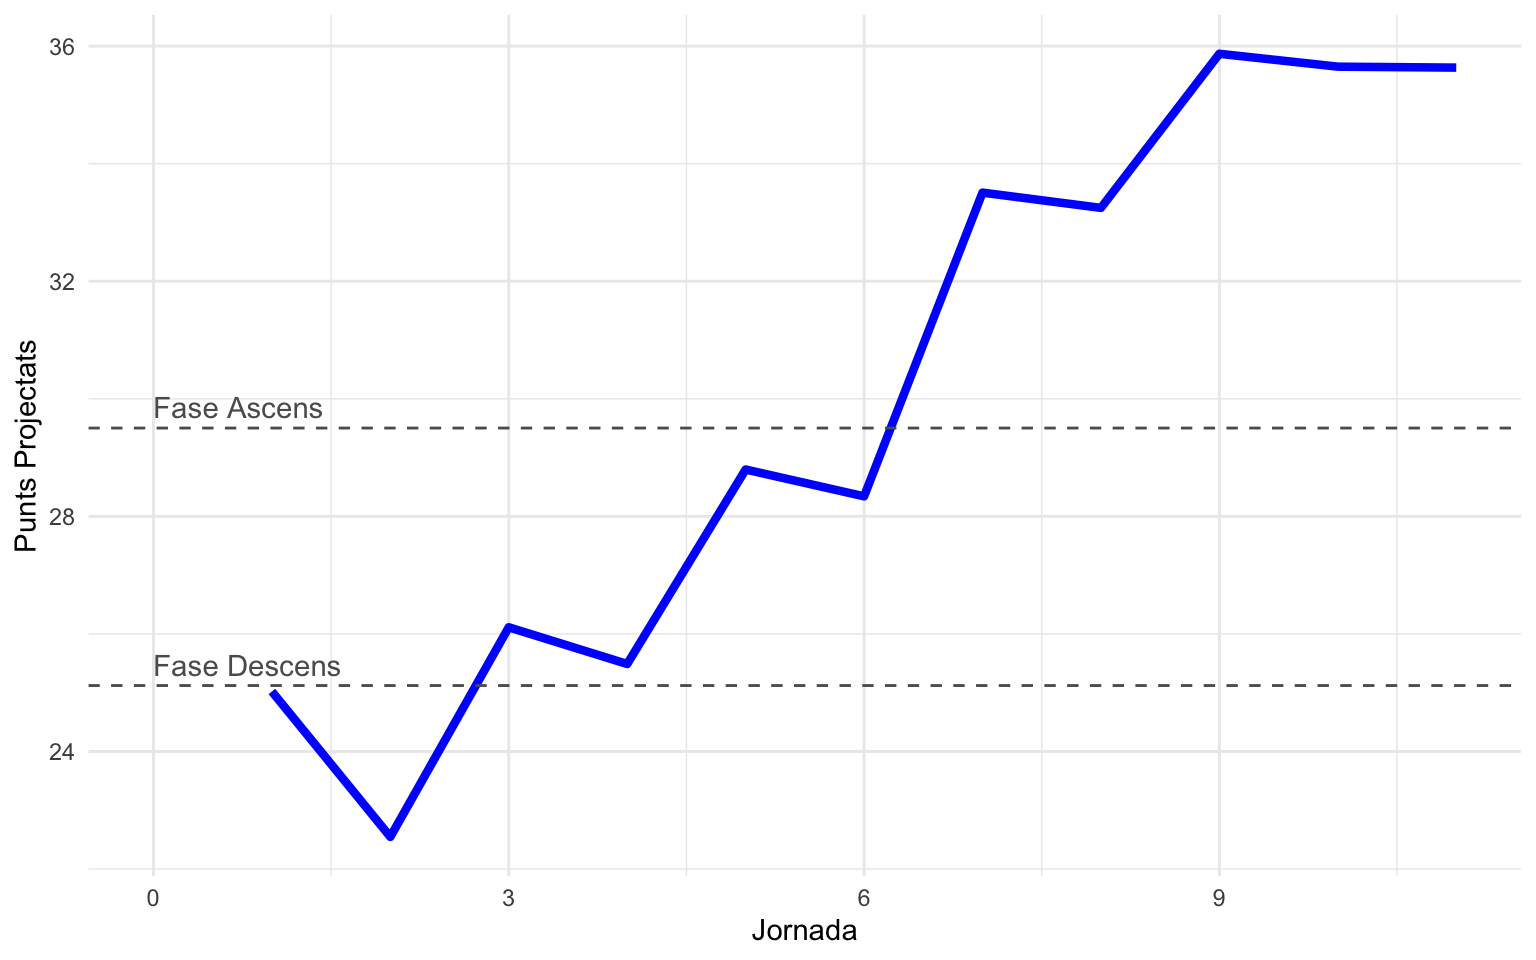 36
32
28
24
Punts Projectats
Fase Ascens
Fase Descens
0 3 6 9
Jornada